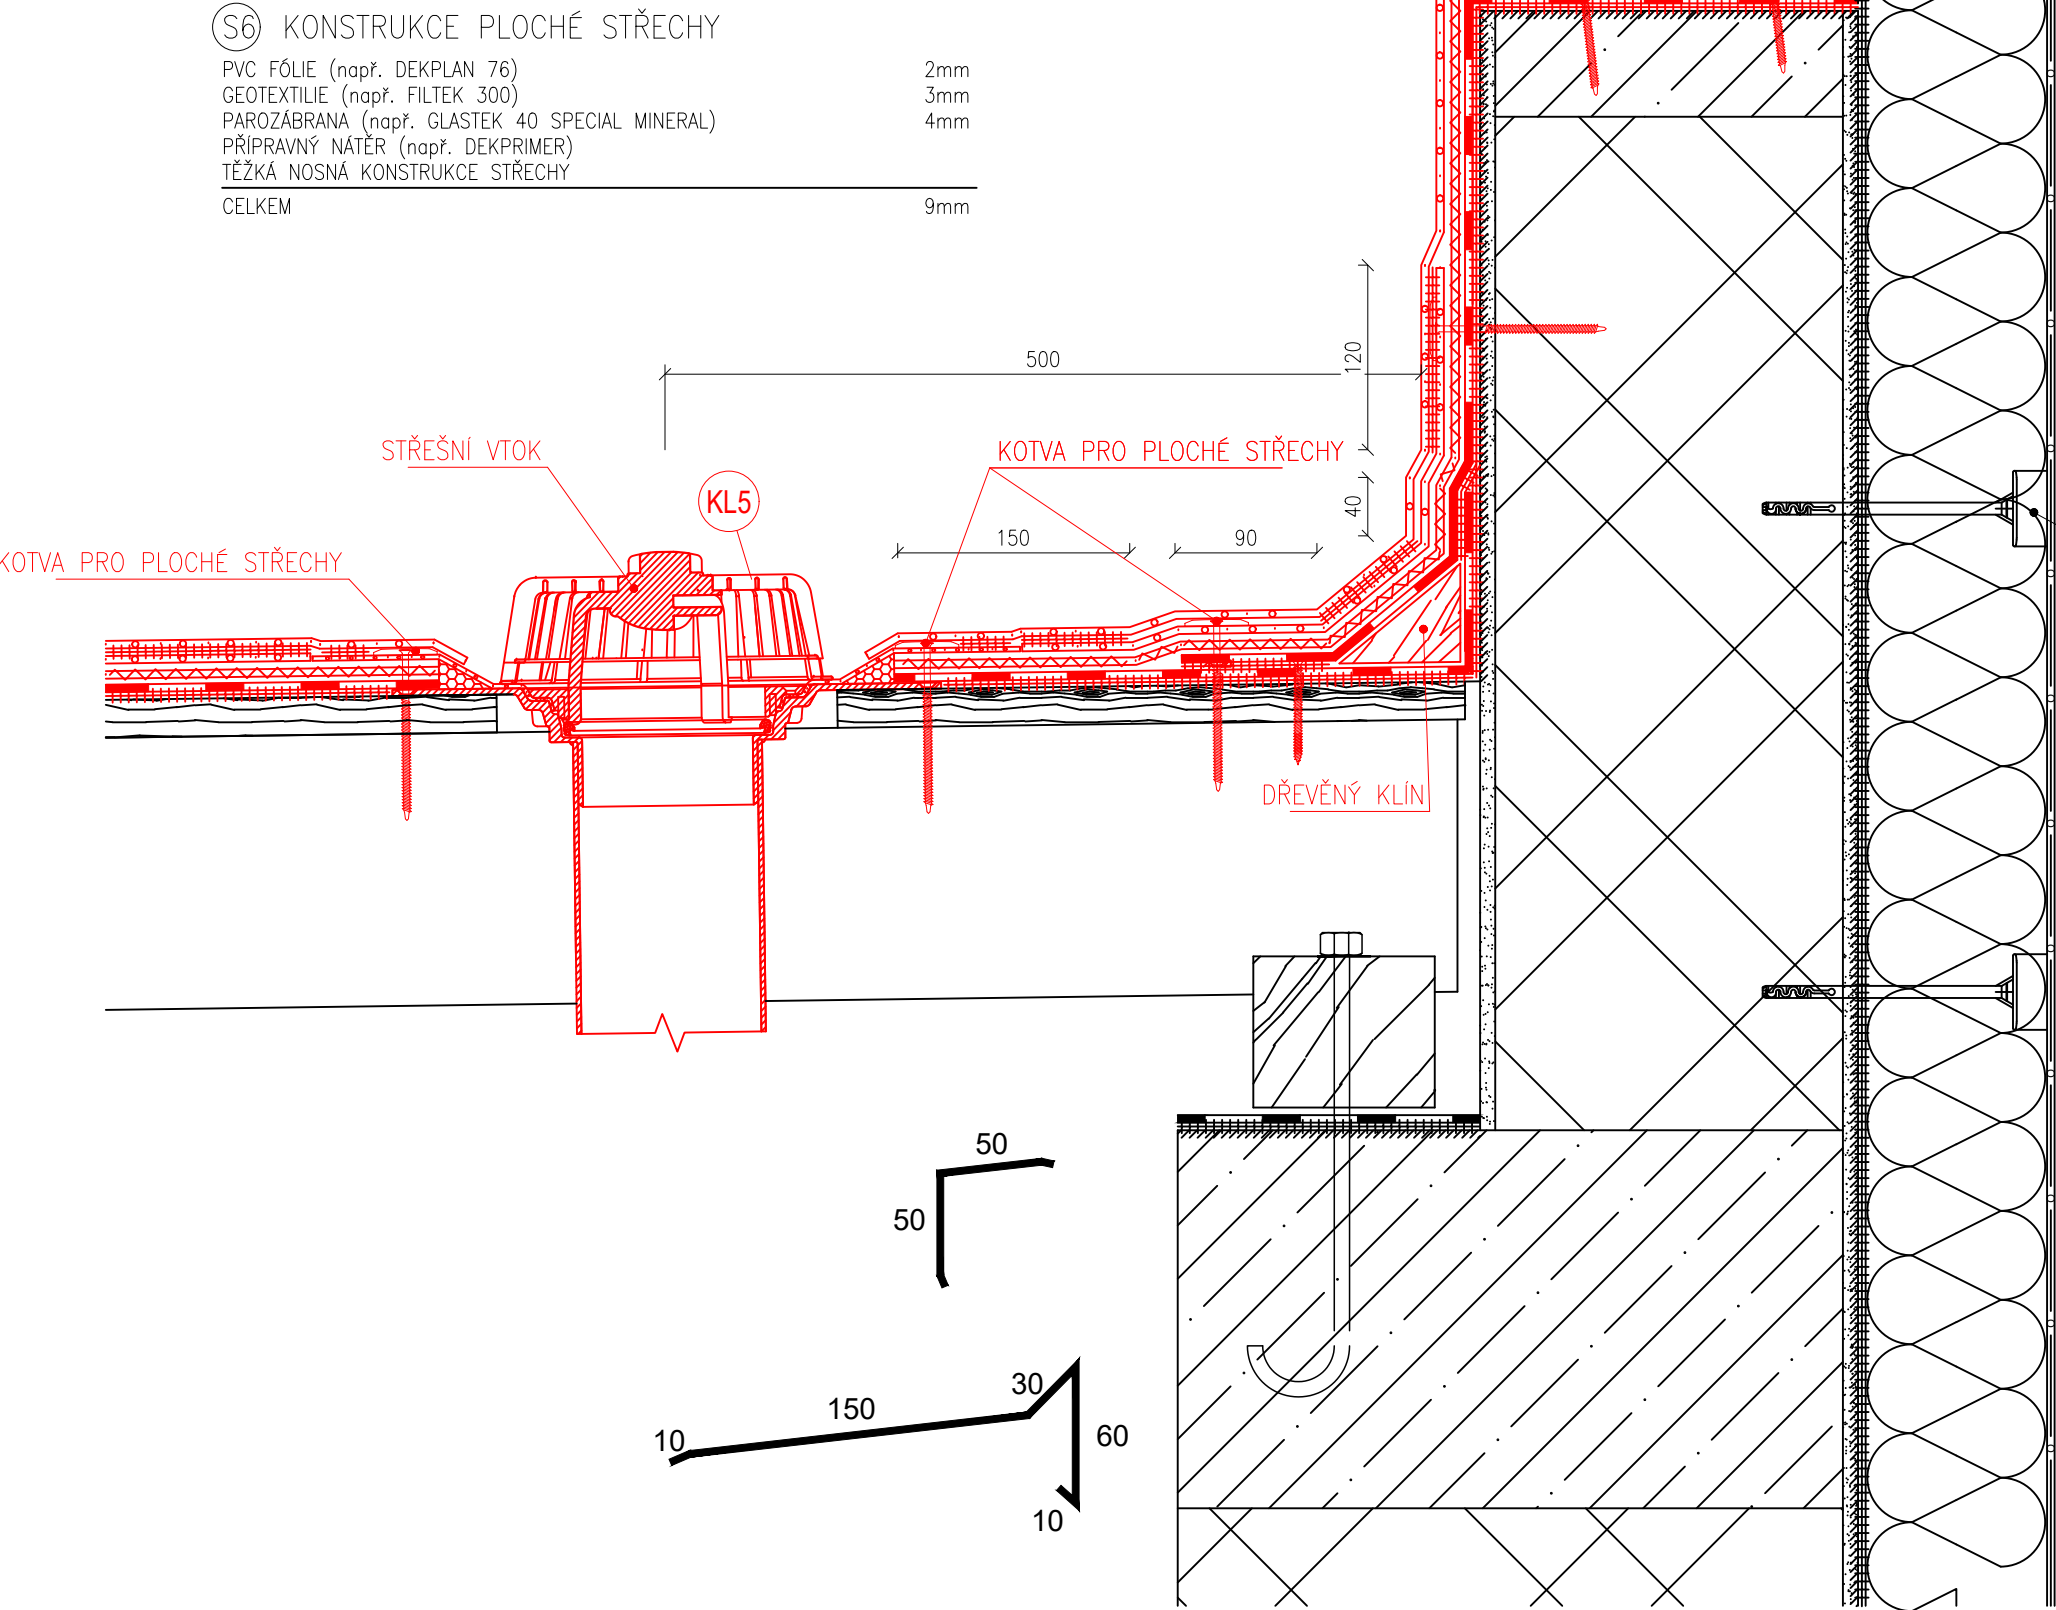 S6 KONSTRUKCE PLOCHÉ STŘECHY
PVC FÓLIE (např. DEKPLAN 76) 2mm
GEOTEXTILIE (např. FILTEK 300) 3mm
PAROZÁBRANA (např. GLASTEK 40 SPECIAL MINERAL) 4mm
PŘÍPRAVNÝ NÁTĚR (např. DEKPRIMER)
TĚŽKÁ NOSNÁ KONSTRUKCE STŘECHY
CELKEM 9mm
500
120
STŘEŠNÍ VTOK
KOTVA PRO PLOCHÉ STŘECHY
KL5
40
150
90
KOTVA PRO PLOCHÉ STŘECHY
DŘEVĚNÝ KLÍN
50
50
30
150
10
60
10